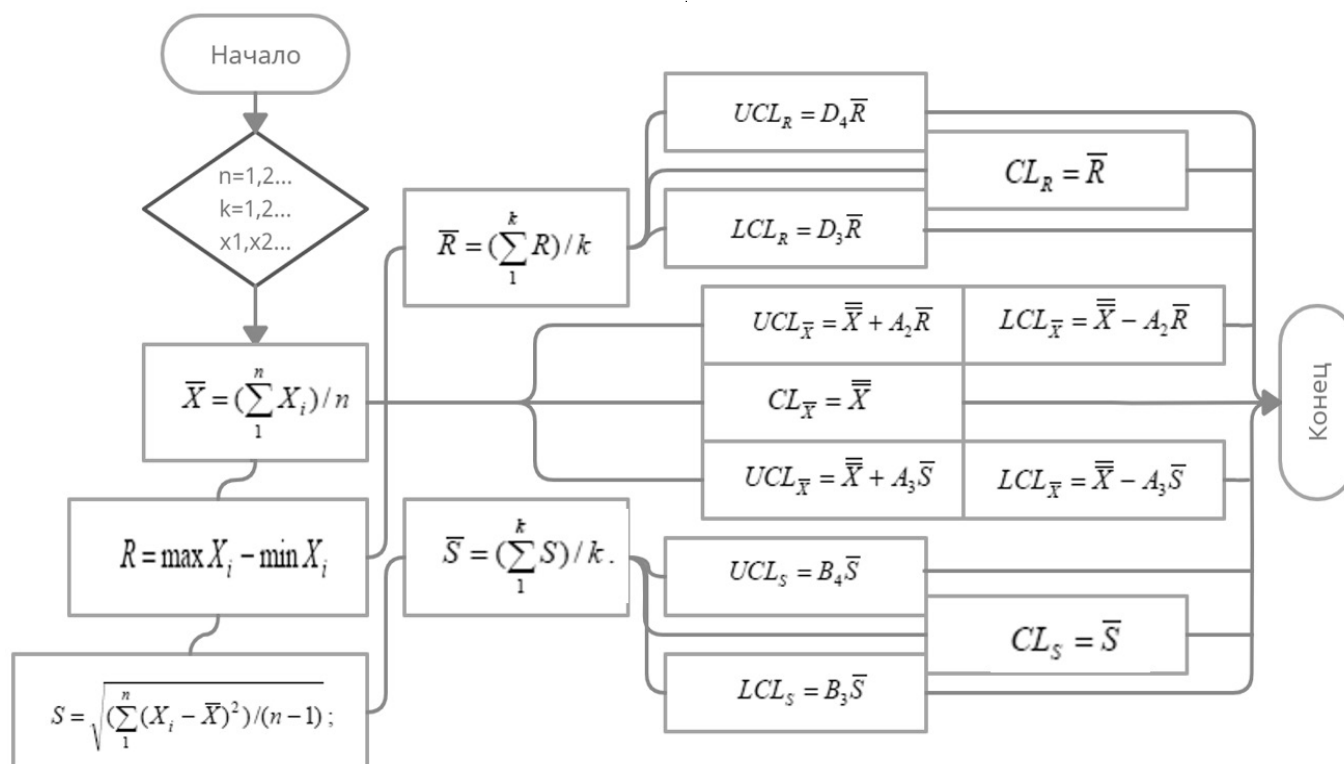 Начало
n=1,2...
k=1,2...
x1,x2...
X̅ = (∑₁ⁿ Xᵢ) / n
R = max Xᵢ − min Xᵢ
S = √((∑₁ⁿ (Xᵢ − X̅)²)/(n−1)) ;
R̅ = (∑₁ᵏ R) / k
S̅ = (∑₁ᵏ S) / k .
UCL_R = D₄R̅
CL_R = R̅
LCL_R = D₃R̅
UCL_X̅ = X̿ + A₂R̅
LCL_X̅ = X̿ − A₂R̅
CL_X̅ = X̿
UCL_X̅ = X̿ + A₃S̅
LCL_X̅ = X̿ − A₃S̅
UCL_S = B₄S̅
CL_S = S̅
LCL_S = B₃S̅
Конец